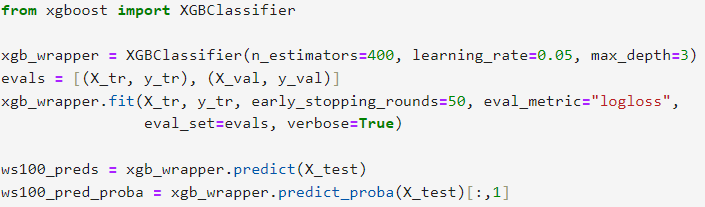 from xgboost import XGBClassifier
xgb_wrapper = XGBClassifier(n_estimators=400, learning_rate=0.05, max_depth=3)
evals = [(X_tr, y_tr), (X_val, y_val)]
xgb_wrapper.fit(X_tr, y_tr, early_stopping_rounds=50, eval_metric="logloss",
eval_set=evals, verbose=True)
ws100_preds = xgb_wrapper.predict(X_test)
ws100_pred_proba = xgb_wrapper.predict_proba(X_test)[:,1]